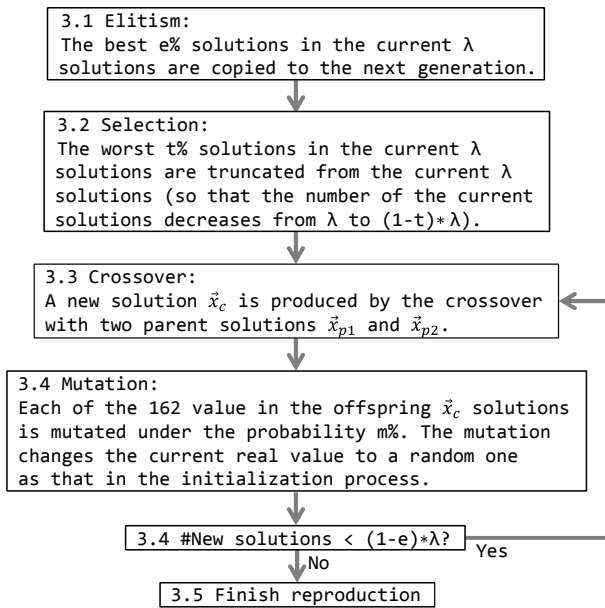 3.1 Elitism:
The best e% solutions in the current λ
solutions are copied to the next generation.
3.2 Selection:
The worst t% solutions in the current λ
solutions are truncated from the current λ
solutions (so that the number of the current
solutions decreases from λ to (1-t)* λ).
3.3 Crossover:
A new solution x⃗c is produced by the crossover
with two parent solutions x⃗p1 and x⃗p2.
3.4 Mutation:
Each of the 162 value in the offspring x⃗c solutions
is mutated under the probability m%. The mutation
changes the current real value to a random one
as that in the initialization process.
3.4 #New solutions < (1-e)*λ?
Yes
No
3.5 Finish reproduction